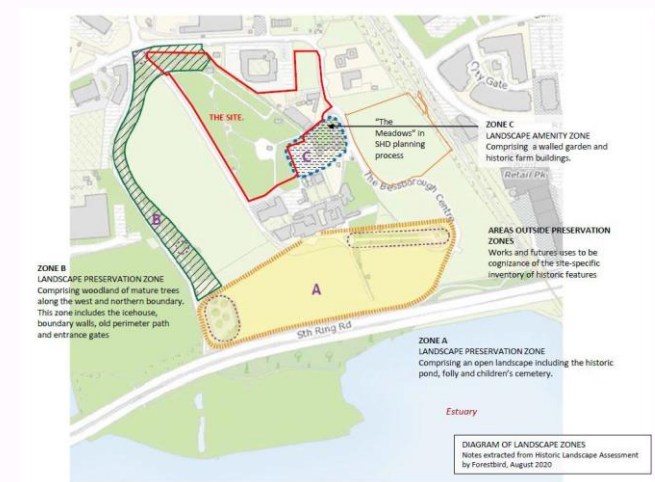 City Gate
THE SITE.
"The
Meadows" in
SHD planning
process
ZONE C
LANDSCAPE AMENITY ZONE
Comprising a walled garden and
historic farm buildings.
C
Retail Pk
The Bessborough Centre
B
AREAS OUTSIDE PRESERVATION
ZONES
Works and futures uses to be
cognizance of the site-specific
inventory of historic features
ZONE B
LANDSCAPE PRESERVATION ZONE
Comprising woodland of mature trees
along the west and northern boundary.
This zone includes the icehouse,
boundary walls, old perimeter path
and entrance gates
A
Sth Ring Rd
ZONE A
LANDSCAPE PRESERVATION ZONE
Comprising an open landscape including the historic
pond, folly and children's cemetery.
Estuary
DIAGRAM OF LANDSCAPE ZONES
Notes extracted from Historic Landscape Assessment
by Forestbird, August 2020